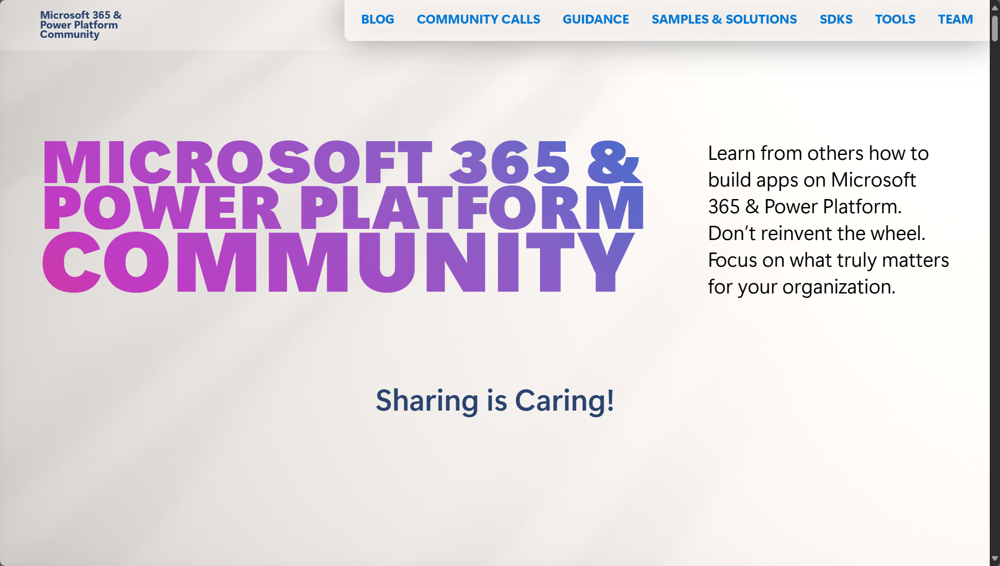 Microsoft 365 &
Power Platform
Community
BLOG COMMUNITY CALLS GUIDANCE SAMPLES & SOLUTIONS SDKS TOOLS TEAM
MICROSOFT 365 &
POWER PLATFORM
COMMUNITY
Learn from others how to
build apps on Microsoft
365 & Power Platform.
Don’t reinvent the wheel.
Focus on what truly matters
for your organization.
Sharing is Caring!